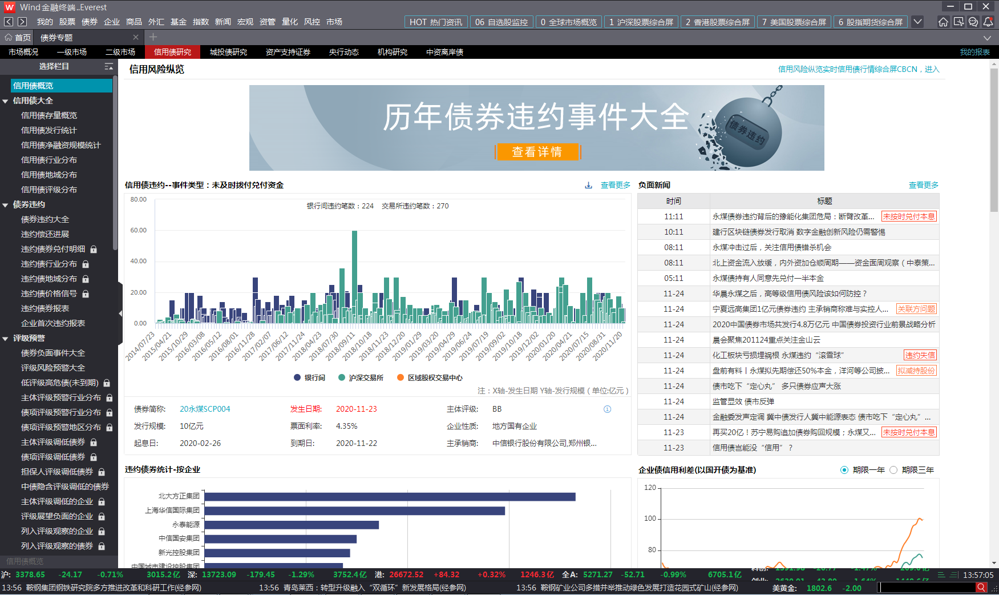 Wind金融终端..Everest
我的 股票 债券 企业 商品 外汇 基金 指数 新闻 宏观 资管 量化 风控 市场
HOT 热门资讯 06 自选股监控 0 全球市场概览 1 沪深股票综合屏 2 香港股票综合屏 7 美国股票综合屏 6 股指期货综合屏
首页 债券专题
市场概况 一级市场 二级市场 信用债研究 城投债研究 资产支持证券 央行动态 机构研究 中资离岸债 我的报表
选择栏目
信用债概览
信用债大全
信用债存量概览
信用债发行统计
信用债净融资规模统计
信用债行业分布
信用债地域分布
信用债评级分布
债券违约
债券违约大全
违约偿还进展
违约债券兑付明细
违约债行业分布
违约债地域分布
违约债价格信号
违约债券报表
企业首次违约报表
评级预警
债券负面事件大全
评级风险预警大全
低评级高危债(未到期)
主体评级预警行业分布
债项评级预警行业分布
债项评级预警地区分布
主体评级调低债券
债项评级调低债券
担保人评级调低债券
中债隐含评级调低的债券
主体评级调低的企业
评级展望负面的企业
列入评级观察的企业
列入评级观察的债券
信用债概览
信用风险纵览
信用风险纵览实时信用债行情综合屏CBCN，进入
历年债券违约事件大全
债券违约
查看详情
信用债违约--事件类型：未及时拨付兑付资金
查看更多
银行间违约笔数：224 交易所违约笔数：270
80.00
60.00
40.00
20.00
0.00
2014/07/23 2015/04/21 2015/10/29 2016/03/08 2016/05/12 2016/08/01 2016/11/28 2017/02/07 2017/06/12 2017/11/24 2018/04/23 2018/07/30 2018/09/11 2018/10/18 2018/11/23 2018/12/20 2019/01/29 2019/03/20 2019/04/29 2019/06/24 2019/07/19 2019/09/02 2019/10/18 2019/12/02 2020/01/20 2020/04/21 2020/07/15 2020/08/31 2020/11/20
银行间 沪深交易所 区域股权交易中心
注：X轴-发生日期 Y轴-发行规模（单位:亿元）
债券简称: 20永煤SCP004 发生日期: 2020-11-23 主体评级: BB
发行规模: 10亿元 票面利率: 4.35% 企业性质: 地方国有企业
起息日: 2020-02-26 到期日: 2020-11-22 主承销商: 中信银行股份有限公司,郑州银...
负面新闻 查看更多
时间 标题
11:11 永煤债券违约背后的豫能化集团危局：断臂改革... 未按时兑付本息
10:11 建行区块链债券发行取消 数字金融创新风险仍需警惕
08:11 永煤冲击过后，关注信用债错杀机会
08:11 北上资金流入放缓，内外资加仓顺周期——资金面周观察（中泰策...
05:11 永煤债持有人同意先兑付一半本金
11-24 华晨永煤之后，高等级信用债风险该如何防控？
11-24 宁夏远高集团1亿元债券违约 主承销商称难与实控人... 关联方问题
11-24 2020中国债券市场共发行4.8万亿元 中国债券投资行业前景战略分析
11-24 晨会聚焦201124重点关注金山云
11-24 化工板块亏损埋祸根 永煤违约“滚雪球” 违约失信
11-24 盘前有料丨永煤拟先期偿还50%本金，洋河等公司披... 拟减持股份
11-24 债市吃下“定心丸” 多只债券应声大涨
11-24 监管显效 债市反弹
11-24 金融委发声定调 冀中债发行人冀中能源表态 债市吃下“定心丸”...
11-23 再买20亿！苏宁易购追加债券购回规模；永煤又... 未按时兑付本息
11-23 信用债岂能没“信用”？
违约债券统计-按企业
北大方正集团
上海华信国际集团
永泰能源
中信国安集团
新光控股集团
中国城市建设控股集团
企业债信用利差(以国开债为基准) 期限一年 期限三年
120
100
80
沪: 3378.65 -24.17 -0.71% 3015.2亿 深: 13723.09 -179.45 -1.29% 3752.4亿 港: 26672.52 +84.32 +0.32% 1246.3亿 全A: 5271.27 -52.71 -0.99% 6705.1亿 13:57:05
13:56 鞍钢集团钢铁研究院多方推进改革和科研工作(经参网) 13:56 青岛莱西：转型升级融入“双循环”新发展格局(经参网) 13:56 鞍钢矿业公司多措并举推动绿色发展打造花园式矿山(经参网) 美黄金: 1802.6 -2.00